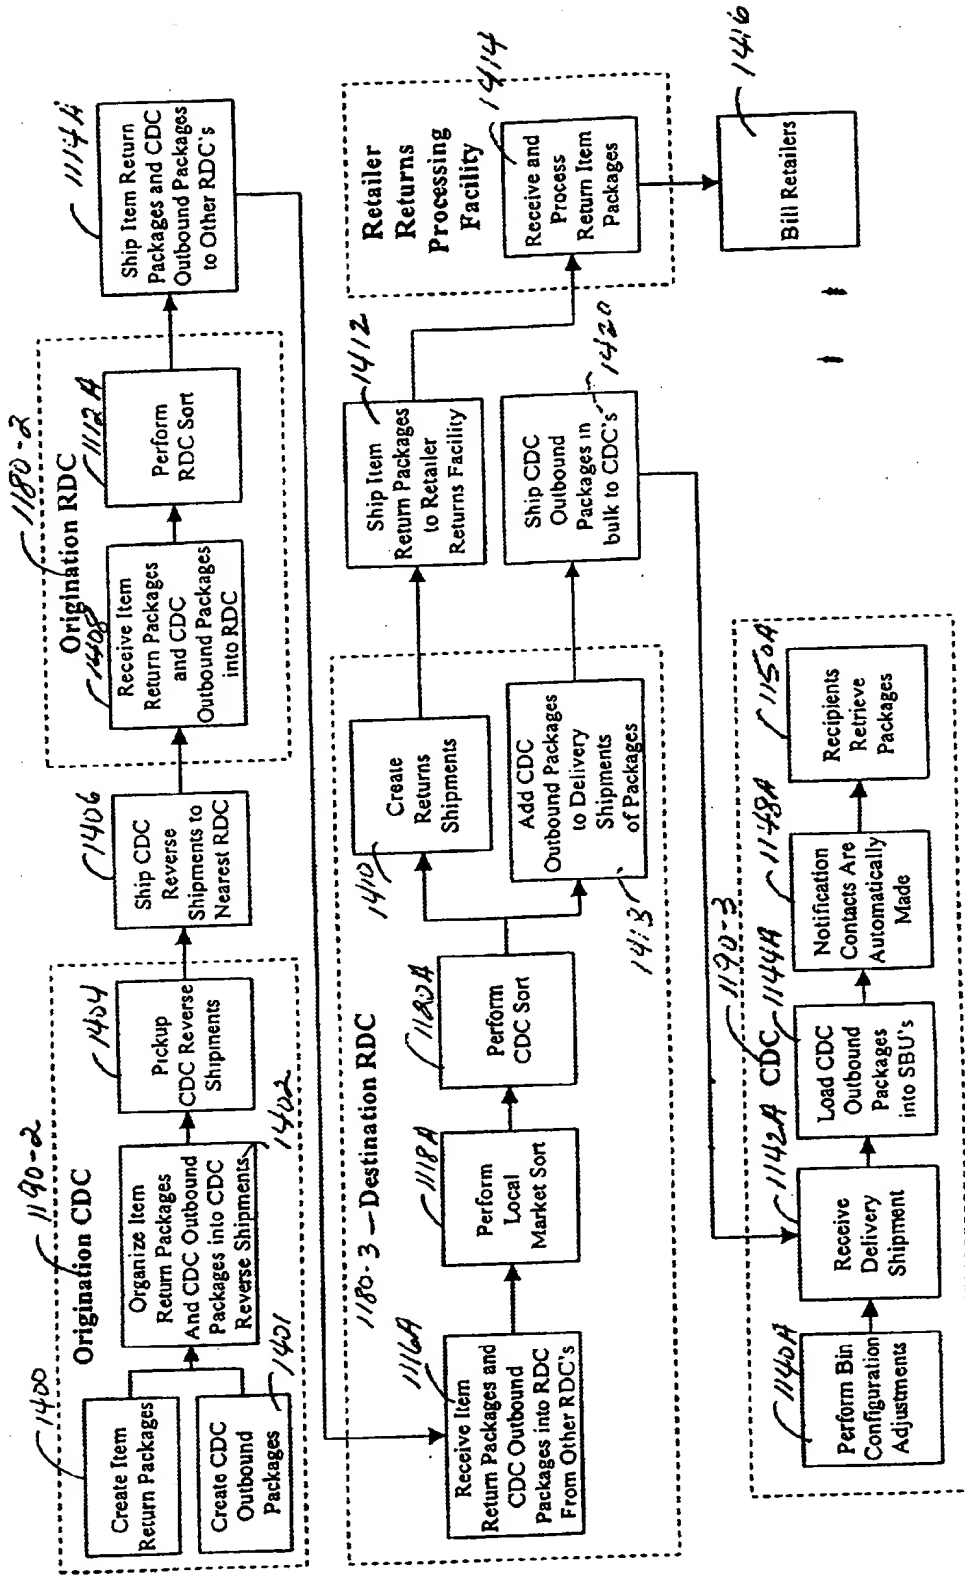 1190-2
Origination CDC
1400
Create Item
Return Packages
Create CDC
Outbound
Packages
1401
Organize Item
Return Packages
And CDC Outbound
Packages into CDC
Reverse Shipments
1402
1404
Pickup
CDC Reverse
Shipments
1406
Ship CDC
Reverse
Shipments to
Nearest RDC
1180-2
Origination RDC
1408
Receive Item
Return Packages
and CDC
Outbound Packages
into RDC
1112A
Perform
RDC Sort
1114A
Ship Item Return
Packages and CDC
Outbound Packages
to Other RDC's
1180-3 – Destination RDC
1116A
Receive Item
Return Packages and
CDC Outbound
Packages into RDC
From Other RDC's
1118A
Perform
Local
Market Sort
1120A
Perform
CDC Sort
1410
Create
Returns
Shipments
Add CDC
Outbound Packages
to Delivery
Shipments
of Packages
1413
1412
Ship Item
Return Packages
to Retailer
Returns Facility
Ship CDC
Outbound
Packages in
bulk to CDC's
1420
Retailer
Returns
Processing
Facility
1414
Receive and
Process
Return Item
Packages
1416
Bill Retailers
1190-3
CDC
1140A
Perform Bin
Configuration
Adjustments
1142A
Receive
Delivery
Shipment
1144A
Load CDC
Outbound
Packages
into SBU's
1148A
Notification
Contacts Are
Automatically
Made
1150A
Recipients
Retrieve
Packages